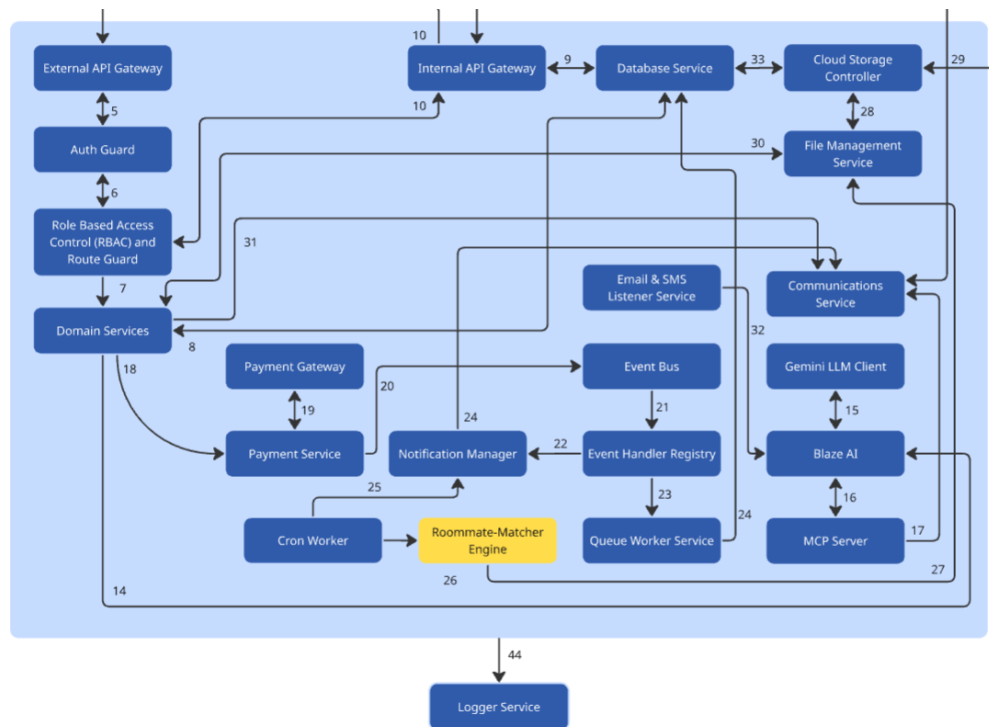 10
External API Gateway
Internal API Gateway
9
Database Service
33
Cloud Storage
Controller
29
5
10
28
Auth Guard
30
File Management
Service
6
Role Based Access
Control (RBAC) and
Route Guard
31
7
Email & SMS
Listener Service
Communications
Service
Domain Services
8
32
18
Payment Gateway
20
Event Bus
Gemini LLM Client
19
24
21
15
Payment Service
Notification Manager
22
Event Handler Registry
Blaze AI
25
23
16
Cron Worker
Roommate-Matcher
Engine
Queue Worker Service
24
MCP Server
17
26
27
14
44
Logger Service